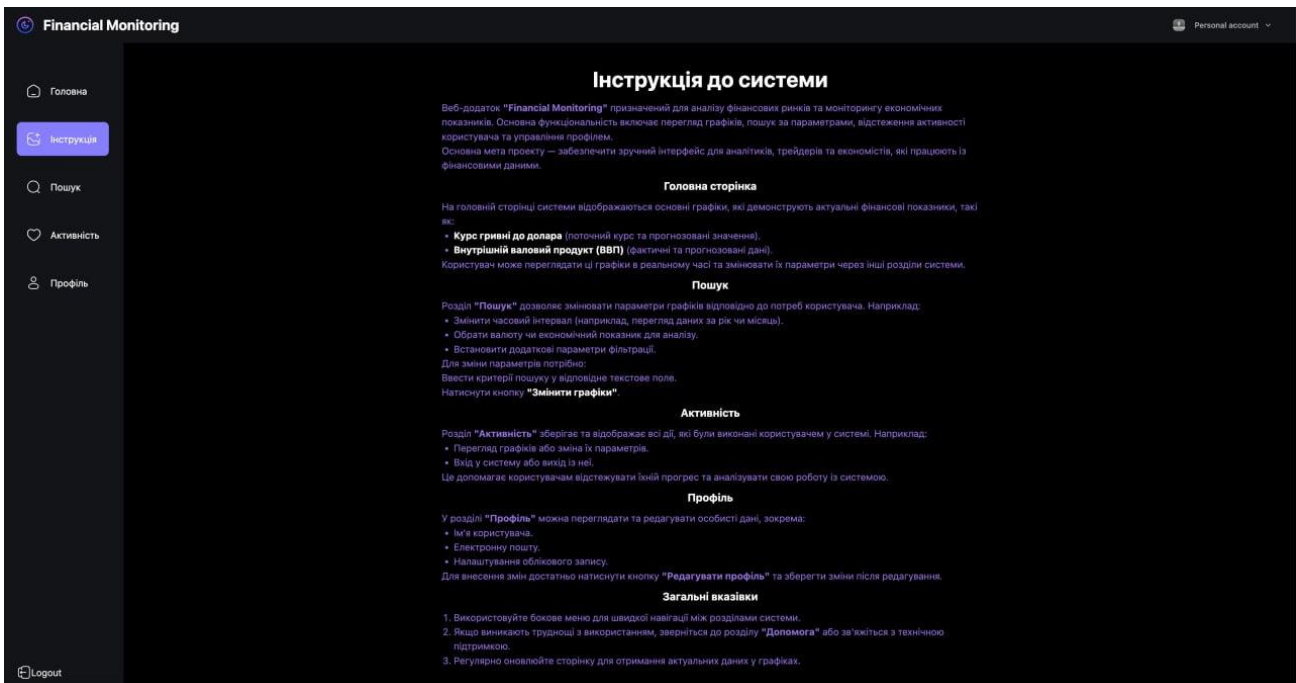 Financial Monitoring
Personal account
Головна
Інструкція
Пошук
Активність
Профіль
Logout
Інструкція до системи
Веб-додаток "Financial Monitoring" призначений для аналізу фінансових ринків та моніторингу економічних
показників. Основна функціональність включає перегляд графіків, пошук за параметрами, відстеження активності
користувача та управління профілем.
Основна мета проекту — забезпечити зручний інтерфейс для аналітиків, трейдерів та економістів, які працюють із
фінансовими даними.
Головна сторінка
На головній сторінці системи відображаються основні графіки, які демонструють актуальні фінансові показники, такі
як:
• Курс гривні до долара (поточний курс та прогнозовані значення).
• Внутрішній валовий продукт (ВВП) (фактичні та прогнозовані дані).
Користувач може переглядати ці графіки в реальному часі та змінювати їх параметри через інші розділи системи.
Пошук
Розділ "Пошук" дозволяє змінювати параметри графіків відповідно до потреб користувача. Наприклад:
• Змінити часовий інтервал (наприклад, перегляд даних за рік чи місяць).
• Обрати валюту чи економічний показник для аналізу.
• Встановити додаткові параметри фільтрації.
Для зміни параметрів потрібно:
Ввести критерії пошуку у відповідне текстове поле.
Натиснути кнопку "Змінити графіки".
Активність
Розділ "Активність" зберігає та відображає всі дії, які були виконані користувачем у системі. Наприклад:
• Перегляд графіків або зміна їх параметрів.
• Вхід у систему або вихід із неї.
Це допомагає користувачам відстежувати їхній прогрес та аналізувати свою роботу із системою.
Профіль
У розділі "Профіль" можна переглядати та редагувати особисті дані, зокрема:
• Ім'я користувача.
• Електронну пошту.
• Налаштування облікового запису.
Для внесення змін достатньо натиснути кнопку "Редагувати профіль" та зберегти зміни після редагування.
Загальні вказівки
1. Використовуйте бокове меню для швидкої навігації між розділами системи.
2. Якщо виникають труднощі з використанням, зверніться до розділу "Допомога" або зв'яжіться з технічною
підтримкою.
3. Регулярно оновлюйте сторінку для отримання актуальних даних у графіках.